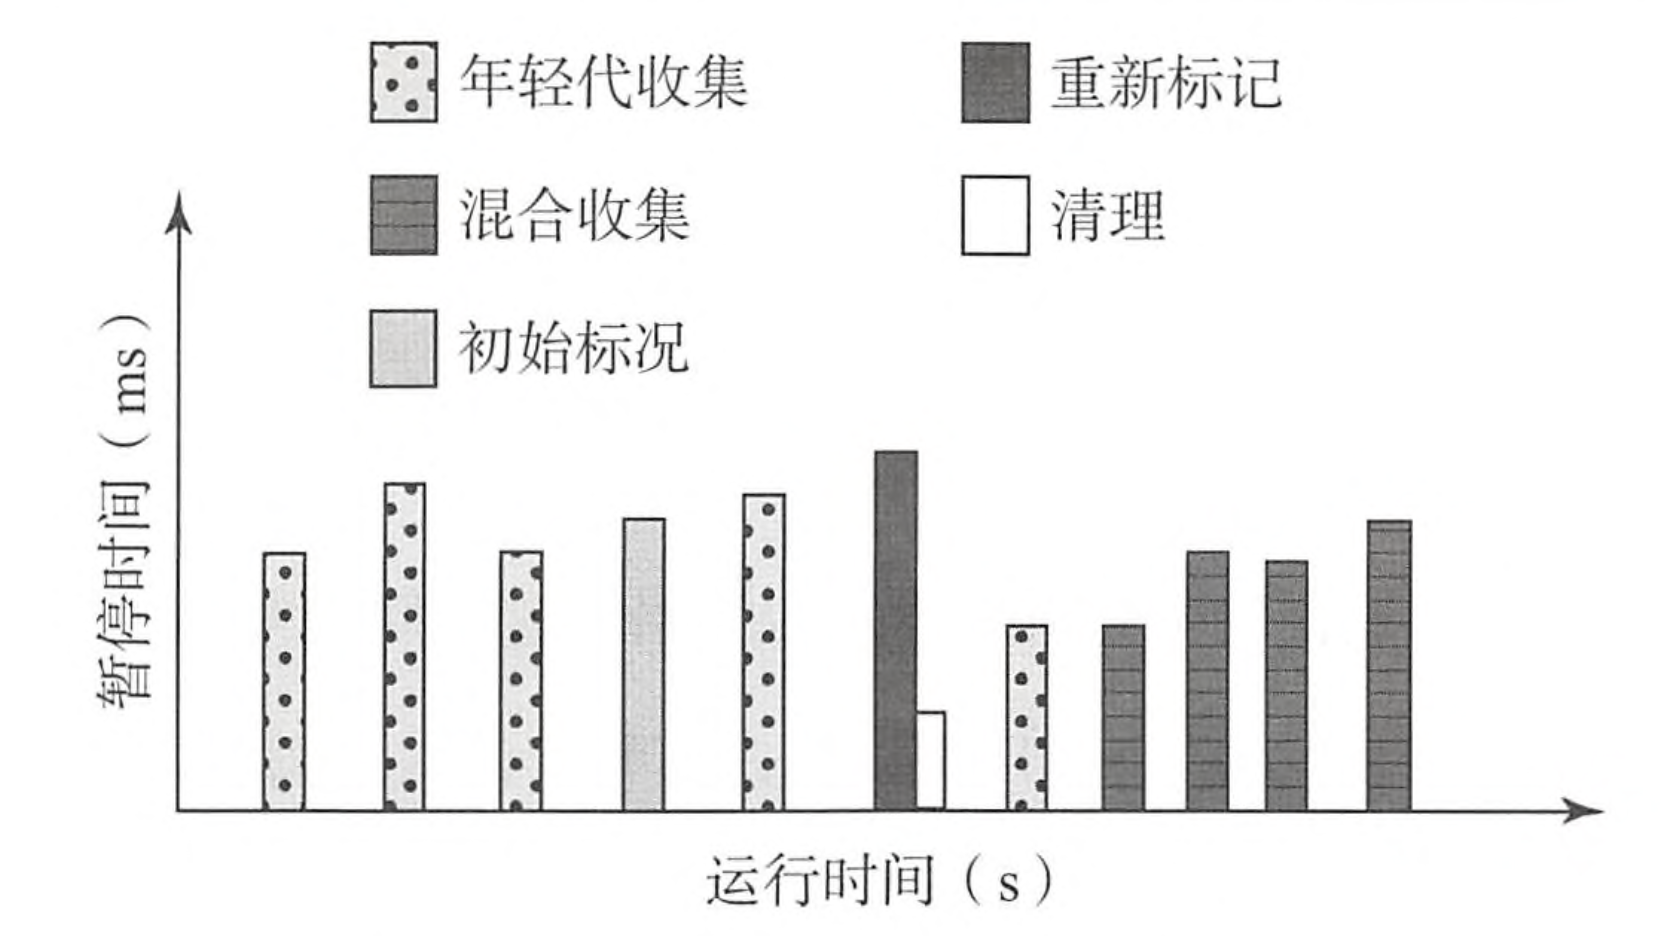 年轻代收集
重新标记
混合收集
清理
初始标况
暂停时间（ms）
运行时间（s）